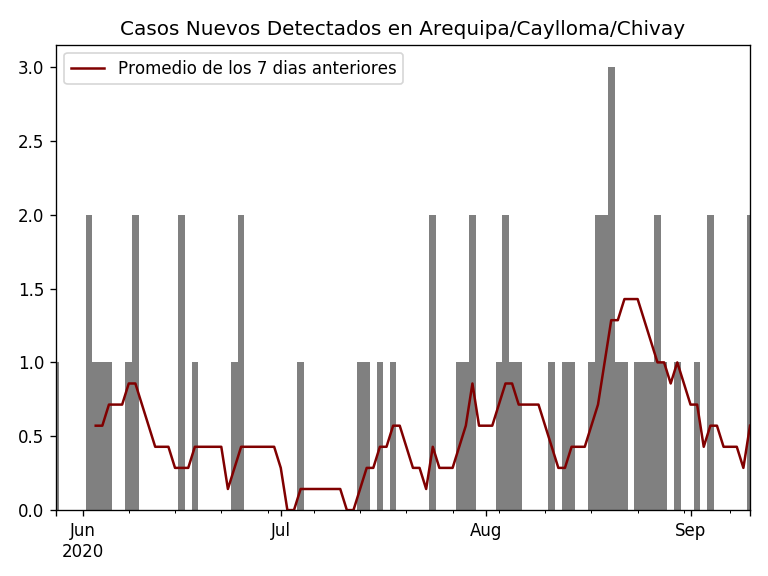 Casos Nuevos Detectados en Arequipa/Caylloma/Chivay
Promedio de los 7 dias anteriores
3.0
2.5
2.0
1.5
1.0
0.5
0.0
Jun Jul Aug Sep
2020